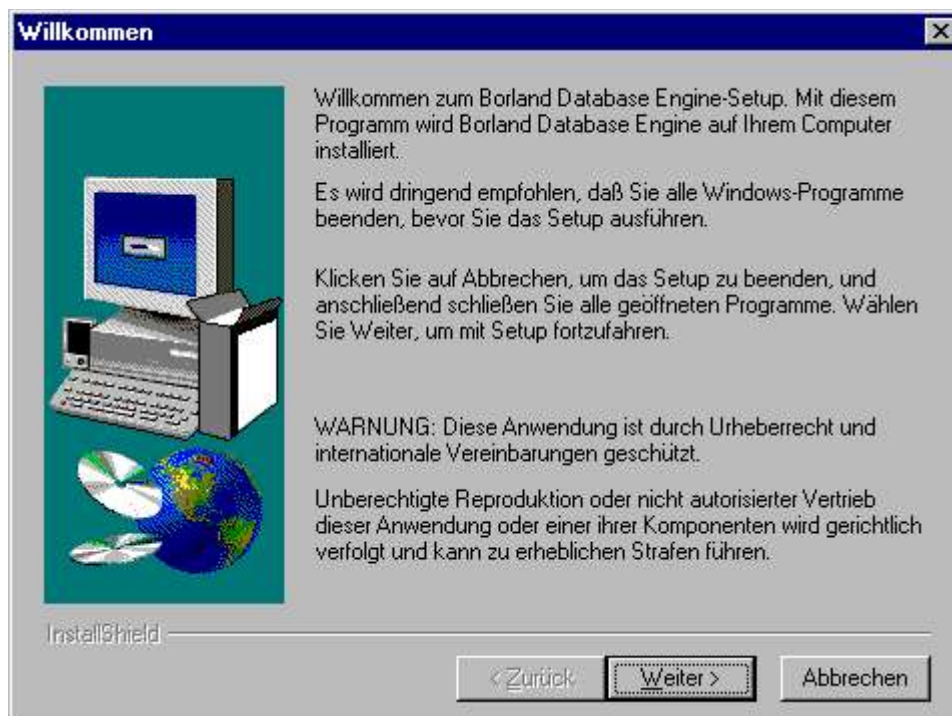 Willkommen
Willkommen zum Borland Database Engine-Setup. Mit diesem
Programm wird Borland Database Engine auf Ihrem Computer
installiert.
Es wird dringend empfohlen, daß Sie alle Windows-Programme
beenden, bevor Sie das Setup ausführen.
Klicken Sie auf Abbrechen, um das Setup zu beenden, und
anschließend schließen Sie alle geöffneten Programme. Wählen
Sie Weiter, um mit Setup fortzufahren.
WARNUNG: Diese Anwendung ist durch Urheberrecht und
internationale Vereinbarungen geschützt.
Unberechtigte Reproduktion oder nicht autorisierter Vertrieb
dieser Anwendung oder einer ihrer Komponenten wird gerichtlich
verfolgt und kann zu erheblichen Strafen führen.
InstallShield
< Zurück
Weiter >
Abbrechen